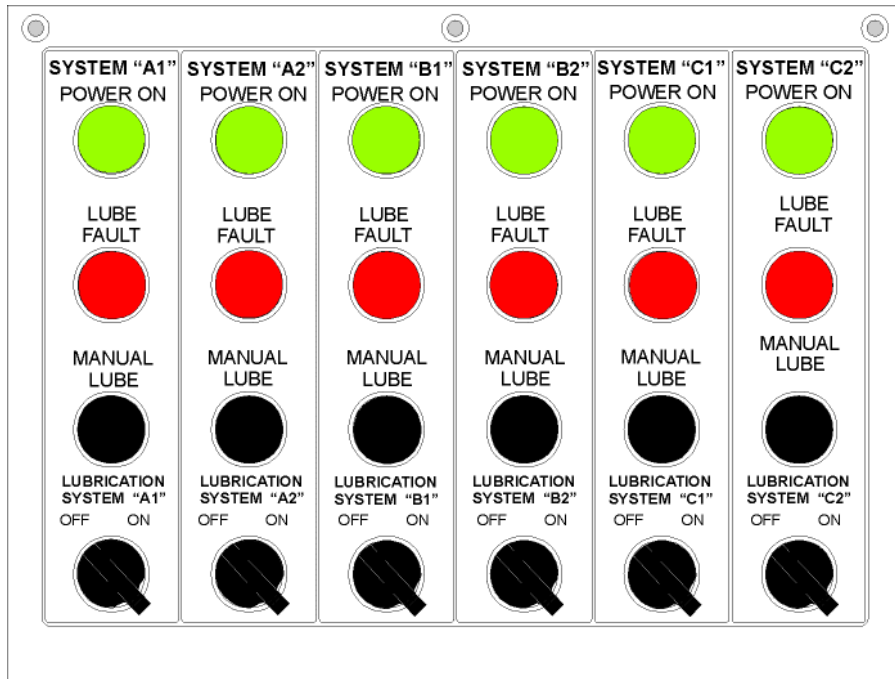 SYSTEM “A1”
POWER ON
LUBE
FAULT
MANUAL
LUBE
LUBRICATION
SYSTEM “A1”
OFF ON
SYSTEM “A2”
POWER ON
LUBE
FAULT
MANUAL
LUBE
LUBRICATION
SYSTEM “A2”
OFF ON
SYSTEM “B1”
POWER ON
LUBE
FAULT
MANUAL
LUBE
LUBRICATION
SYSTEM “B1”
OFF ON
SYSTEM “B2”
POWER ON
LUBE
FAULT
MANUAL
LUBE
LUBRICATION
SYSTEM “B2”
OFF ON
SYSTEM “C1”
POWER ON
LUBE
FAULT
MANUAL
LUBE
LUBRICATION
SYSTEM “C1”
OFF ON
SYSTEM “C2”
POWER ON
LUBE
FAULT
MANUAL
LUBE
LUBRICATION
SYSTEM “C2”
OFF ON